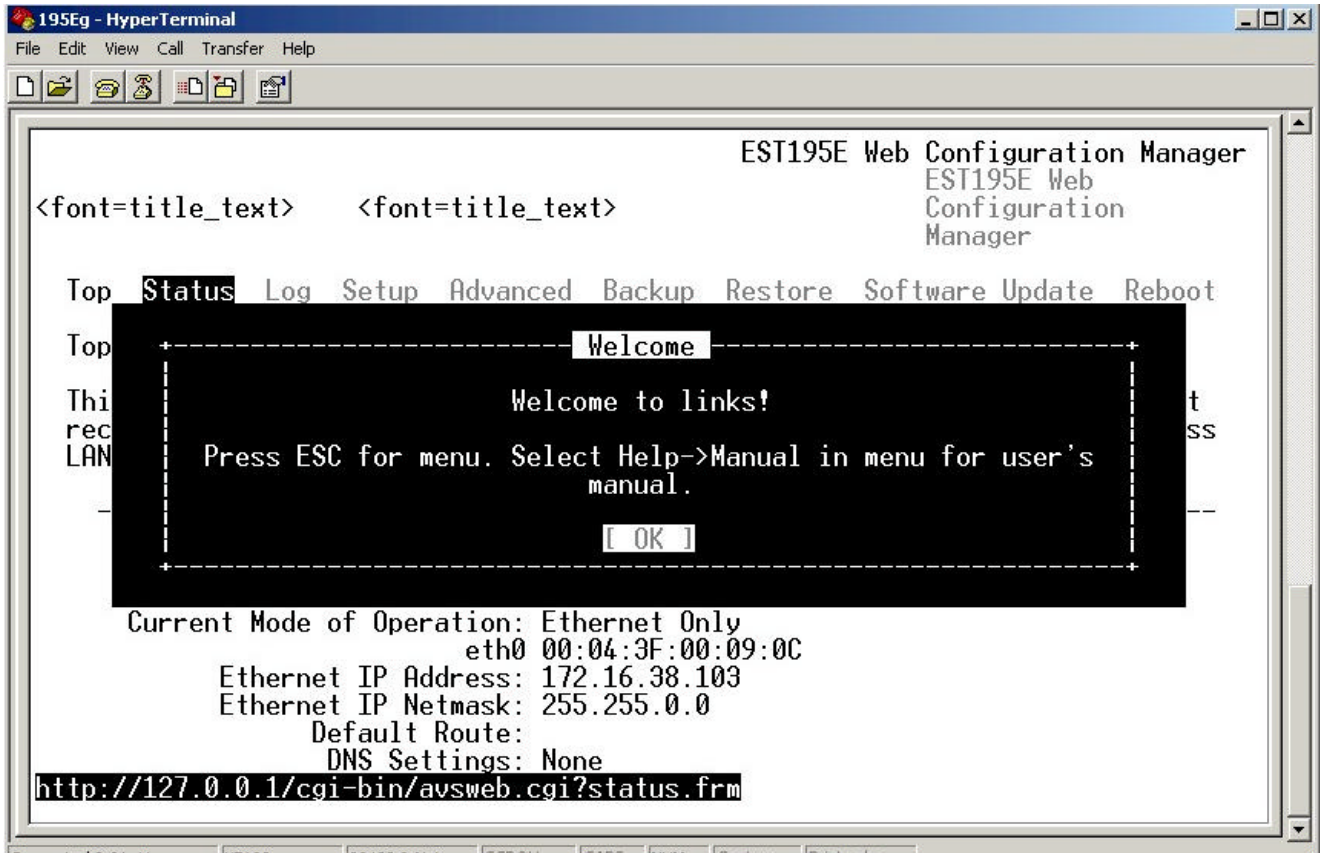 195Eg - HyperTerminal
File Edit View Call Transfer Help
EST195E Web Configuration Manager
EST195E Web
<font=title_text> <font=title_text> Configuration
Manager
Top Status Log Setup Advanced Backup Restore Software Update Reboot
Top
Welcome
Thi
Welcome to links!
t
rec
ss
LAN
Press ESC for menu. Select Help->Manual in menu for user's
manual.
[ OK ]
Current Mode of Operation: Ethernet Only
eth0 00:04:3F:00:09:0C
Ethernet IP Address: 172.16.38.103
Ethernet IP Netmask: 255.255.0.0
Default Route:
DNS Settings: None
http://127.0.0.1/cgi-bin/avsweb.cgi?status.frm